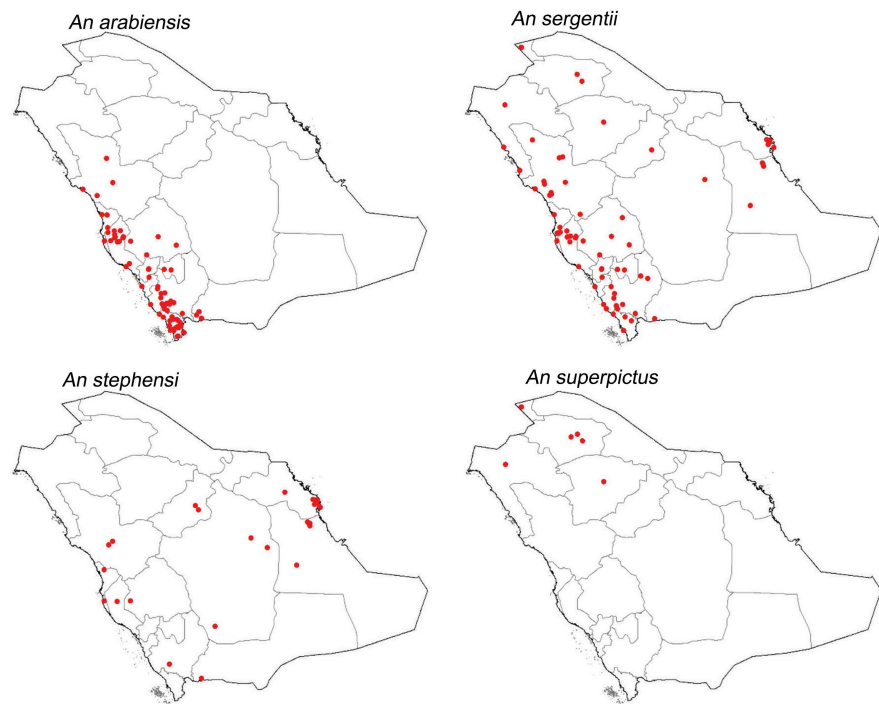 An arabiensis
An sergentii
An stephensi
An superpictus